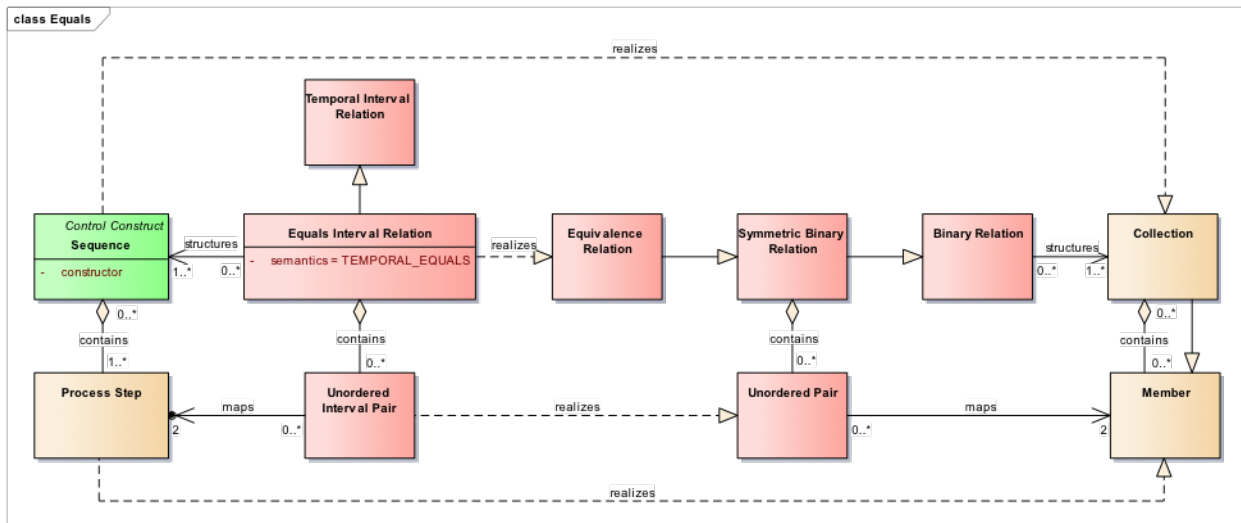 class Equals
realizes
Temporal Interval
Relation
Control Construct
Sequence
- constructor
structures
1..*
0..*
Equals Interval Relation
- semantics = TEMPORAL_EQUALS
realizes
Equivalence
Relation
Symmetric Binary
Relation
Binary Relation
structures
0..*
1..*
Collection
0..*
contains
1..*
contains
0..*
contains
0..*
0..*
contains
0..*
Process Step
maps
2
0..*
Unordered
Interval Pair
realizes
Unordered Pair
maps
0..*
2
Member
realizes